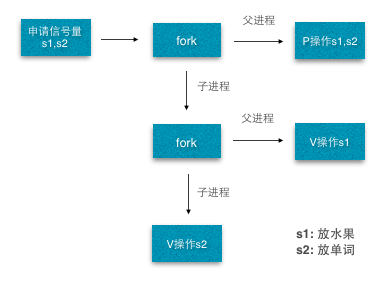 申请信号量
s1,s2
fork
父进程
P操作s1,s2
子进程
fork
父进程
V操作s1
子进程
V操作s2
s1: 放水果
s2: 放单词